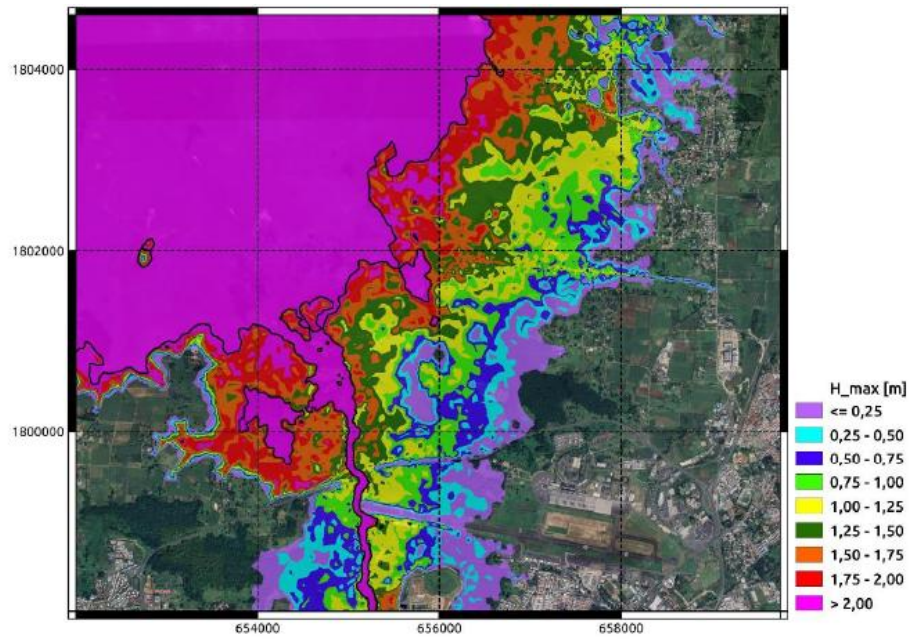 1804000
1802000
1800000
654000
656000
658000
H_max [m]
<= 0,25
0,25 - 0,50
0,50 - 0,75
0,75 - 1,00
1,00 - 1,25
1,25 - 1,50
1,50 - 1,75
1,75 - 2,00
> 2,00